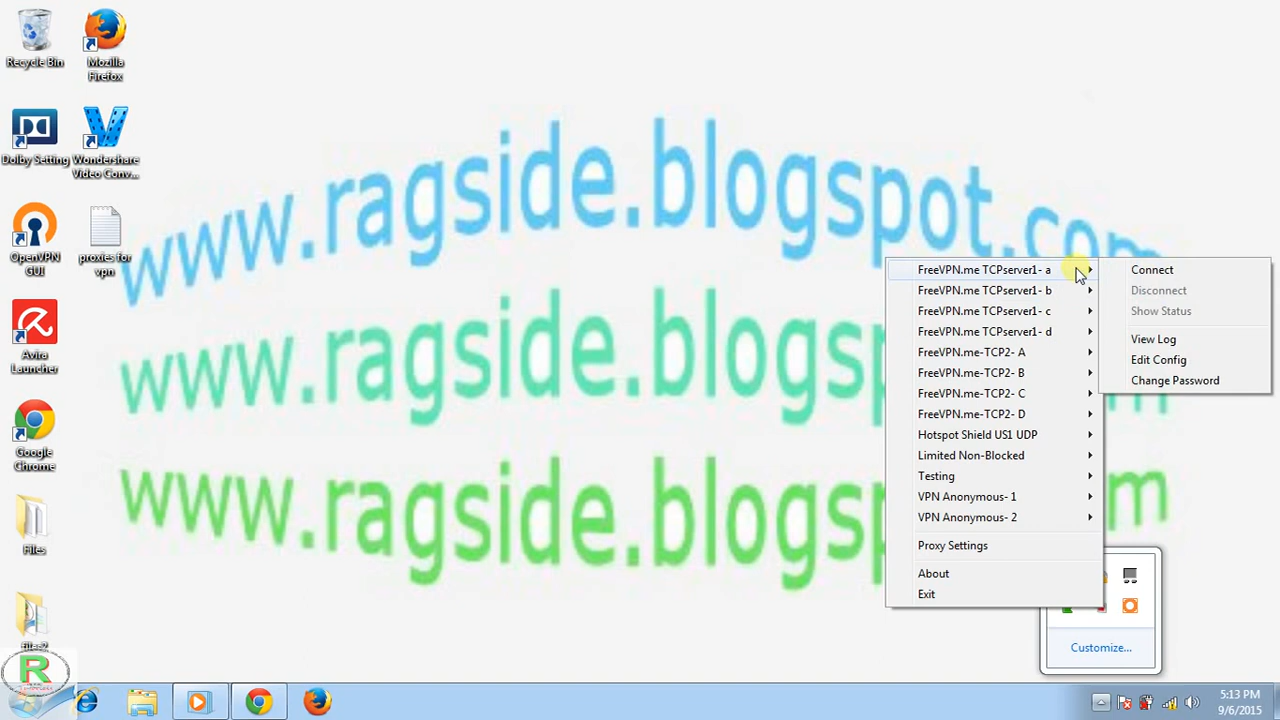 Recycle Bin
Mozilla
Firefox
Dolby Setting
Wondershare
Video Conv...
OpenVPN
GUI
proxies for
vpn
Avira
Launcher
Google
Chrome
Files
files2
R
www.ragside.blogspot.com
www.ragside.blogsp
m
www.ragside.blogsp
m
FreeVPN.me TCPserver1- a
FreeVPN.me TCPserver1- b
FreeVPN.me TCPserver1- c
FreeVPN.me TCPserver1- d
FreeVPN.me-TCP2- A
FreeVPN.me-TCP2- B
FreeVPN.me-TCP2- C
FreeVPN.me-TCP2- D
Hotspot Shield US1 UDP
Limited Non-Blocked
Testing
VPN Anonymous- 1
VPN Anonymous- 2
Proxy Settings
About
Exit
Connect
Disconnect
Show Status
View Log
Edit Config
Change Password
Customize...
5:13 PM
9/6/2015